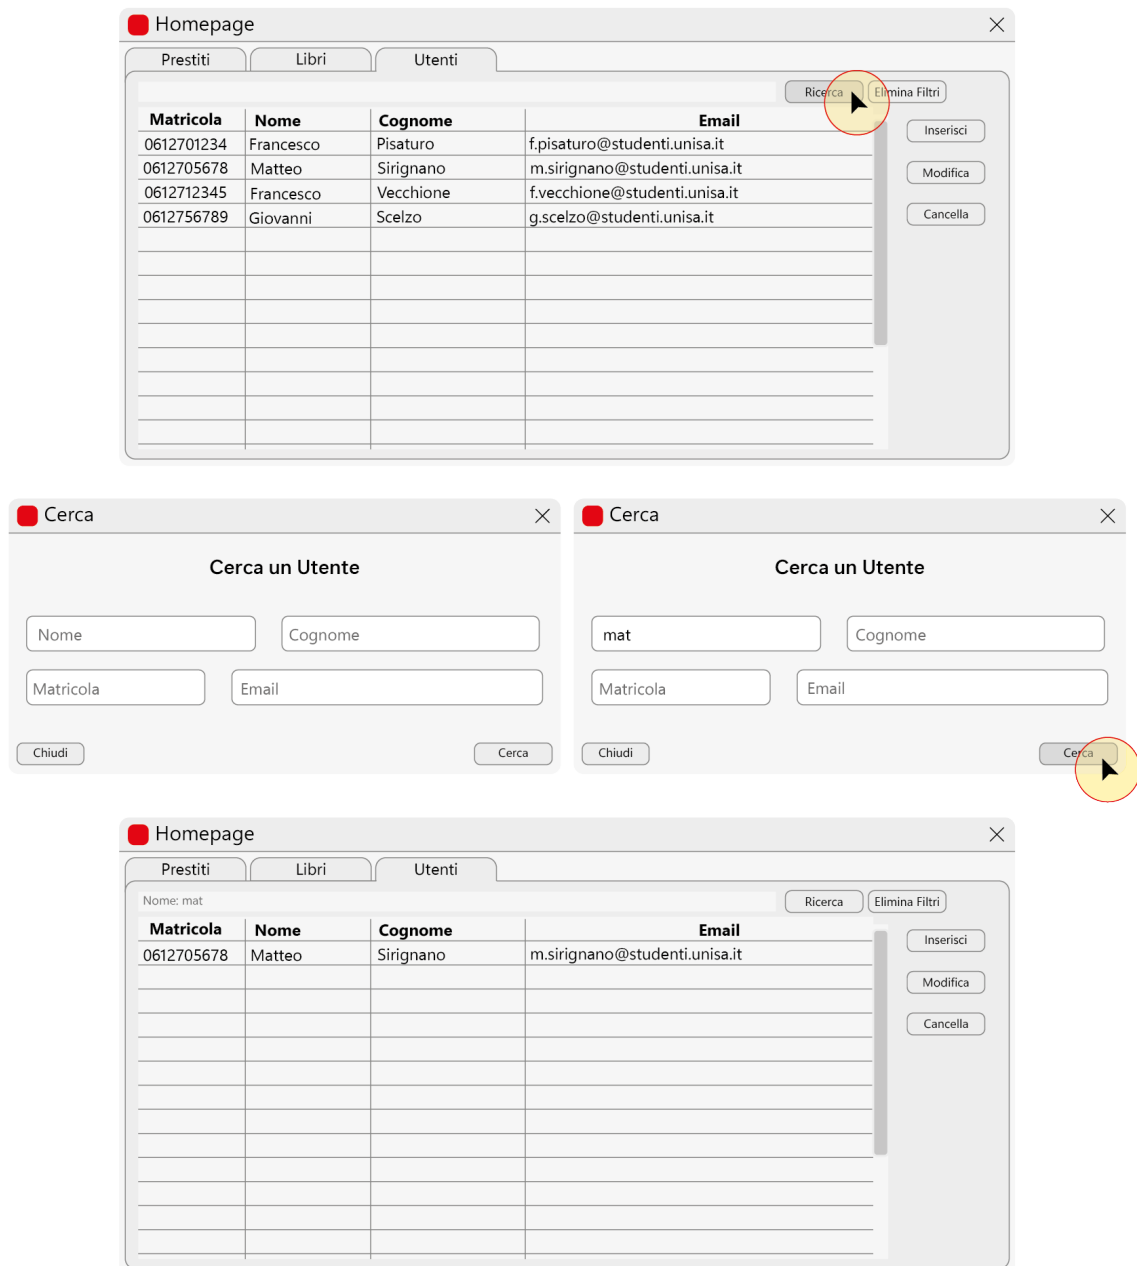 Homepage
Prestiti Libri Utenti
Ricerca Elimina Filtri
Matricola Nome Cognome Email
0612701234 Francesco Pisaturo f.pisaturo@studenti.unisa.it
0612705678 Matteo Sirignano m.sirignano@studenti.unisa.it
0612712345 Francesco Vecchione f.vecchione@studenti.unisa.it
0612756789 Giovanni Scelzo g.scelzo@studenti.unisa.it
Inserisci
Modifica
Cancella
Cerca
Cerca un Utente
Nome Cognome
Matricola Email
Chiudi Cerca
Cerca
Cerca un Utente
mat Cognome
Matricola Email
Chiudi Cerca
Homepage
Prestiti Libri Utenti
Nome: mat Ricerca Elimina Filtri
Matricola Nome Cognome Email
0612705678 Matteo Sirignano m.sirignano@studenti.unisa.it
Inserisci
Modifica
Cancella